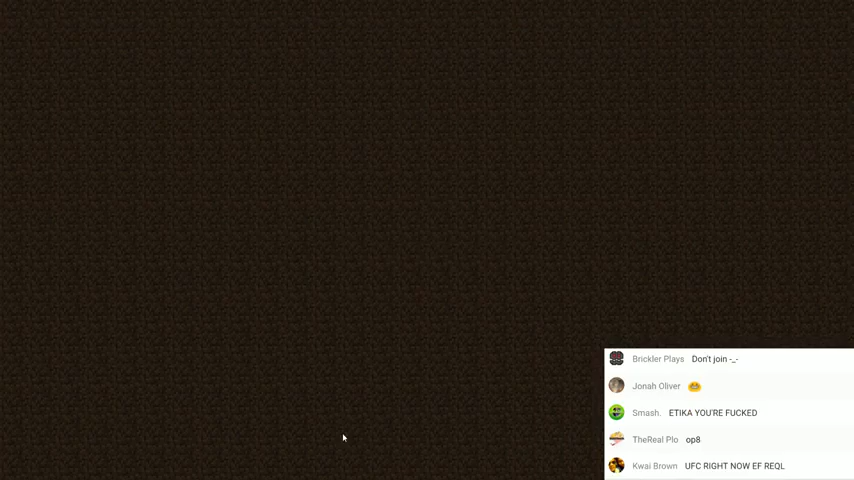 Brickler Plays Don't join -_-
Jonah Oliver
Smash. ETIKA YOU'RE FUCKED
TheReal Plo op8
Kwai Brown UFC RIGHT NOW EF REQL